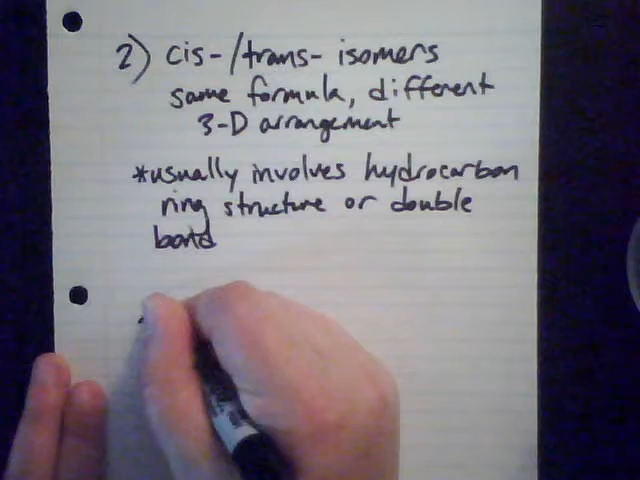 2) cis-/trans- isomers
same formula, different
3-D arrangement
*usually involves hydrocarbon
ring structure or double
bond